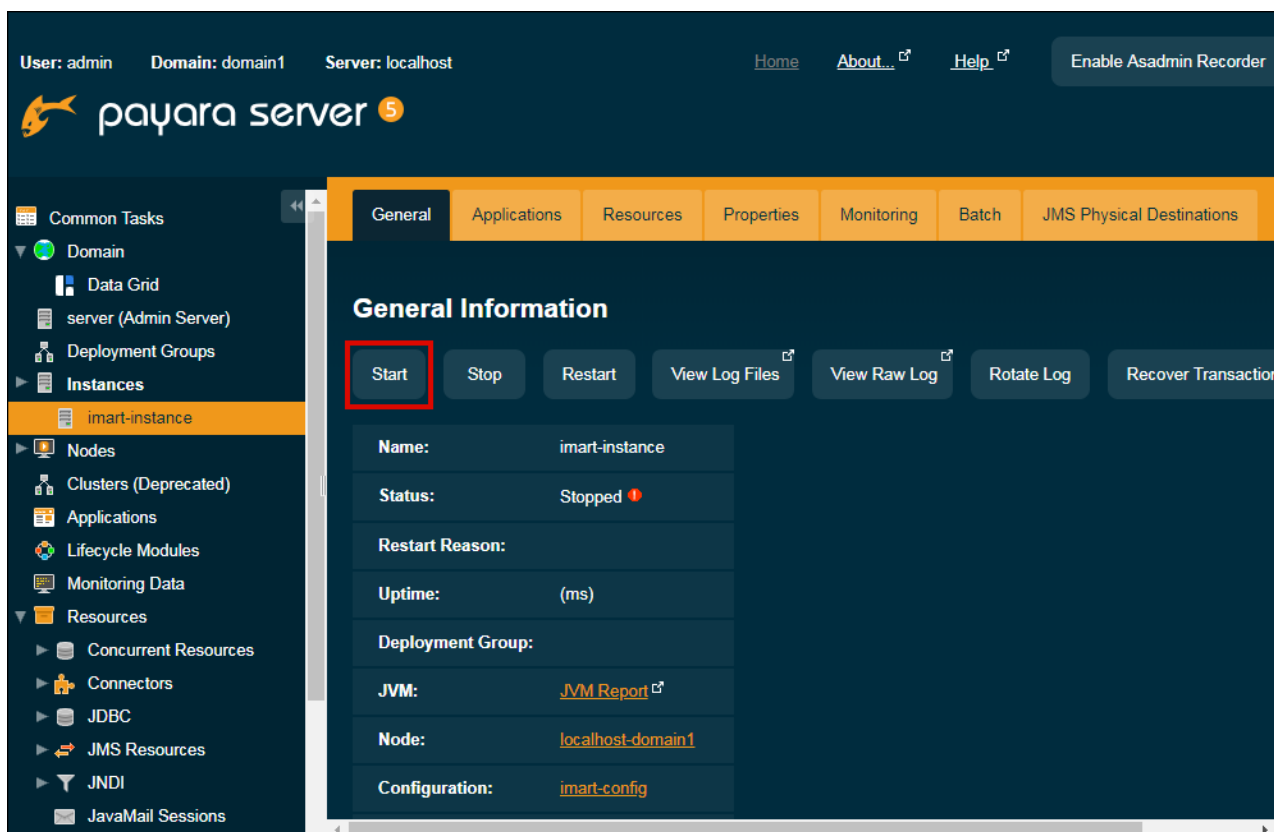 User: admin Domain: domain1 Server: localhost Home About... Help Enable Asadmin Recorder
payara server 5
Common Tasks
Domain
Data Grid
server (Admin Server)
Deployment Groups
Instances
imart-instance
Nodes
Clusters (Deprecated)
Applications
Lifecycle Modules
Monitoring Data
Resources
Concurrent Resources
Connectors
JDBC
JMS Resources
JNDI
JavaMail Sessions
General Applications Resources Properties Monitoring Batch JMS Physical Destinations
General Information
Start Stop Restart View Log Files View Raw Log Rotate Log Recover Transaction
Name: imart-instance
Status: Stopped
Restart Reason:
Uptime: (ms)
Deployment Group:
JVM: JVM Report
Node: localhost-domain1
Configuration: imart-config